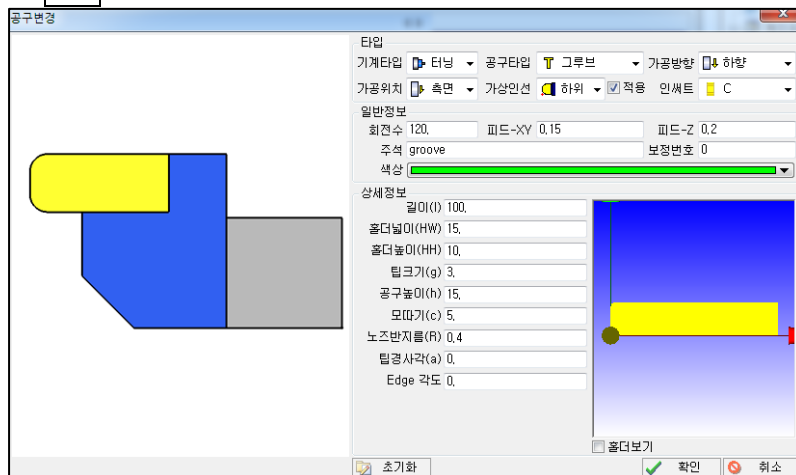 공구변경
타입
기계타입 터닝 공구타입 그루브 가공방향 하향
가공위치 측면 가상인선 하위 적용 인써트 C
일반정보
회전수 120, 피드-XY 0,15 피드-Z 0,2
주석 groove 보정번호 0
색상
상세정보
길이(l) 100,
홀더넓이(HW) 15,
홀더높이(HH) 10,
팁크기(g) 3,
공구높이(h) 15,
모따기(c) 5,
노즈반지름(R) 0,4
팁경사각(a) 0,
Edge 각도 0,
홀더보기
초기화 확인 취소